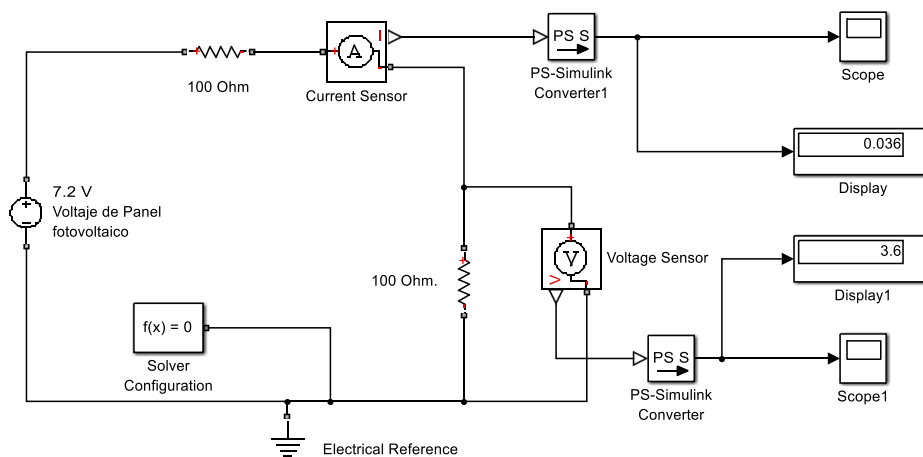 100 Ohm
A
I
Current Sensor
PS S
PS-Simulink
Converter1
Scope
0.036
Display
7.2 V
Voltaje de Panel
fotovoltaico
100 Ohm.
V
V
Voltage Sensor
3.6
Display1
f(x) = 0
Solver
Configuration
PS S
PS-Simulink
Converter
Scope1
Electrical Reference